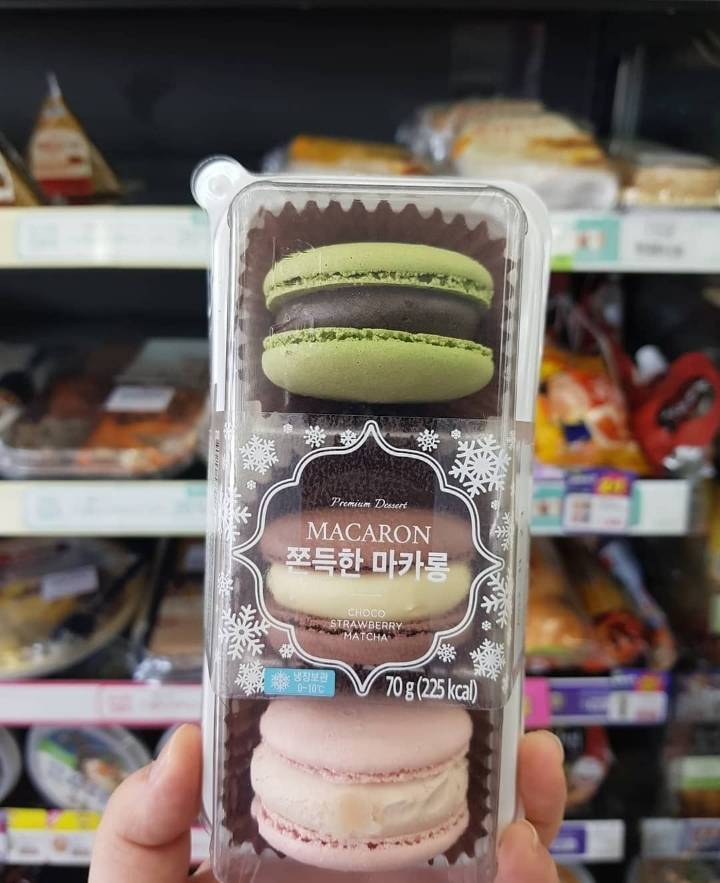 Premium Dessert
MACARON
쫀득한 마카롱
CHOCO
STRAWBERRY
MATCHA
냉장보관
0~10℃
70 g (225 kcal)